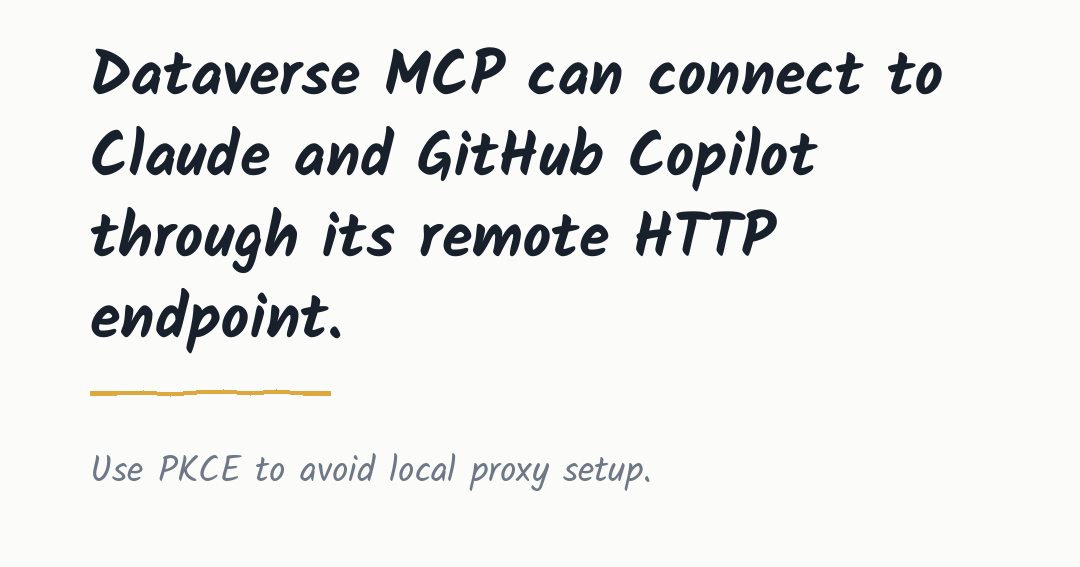 Dataverse MCP can connect to
Claude and GitHub Copilot
through its remote HTTP
endpoint.
Use PKCE to avoid local proxy setup.